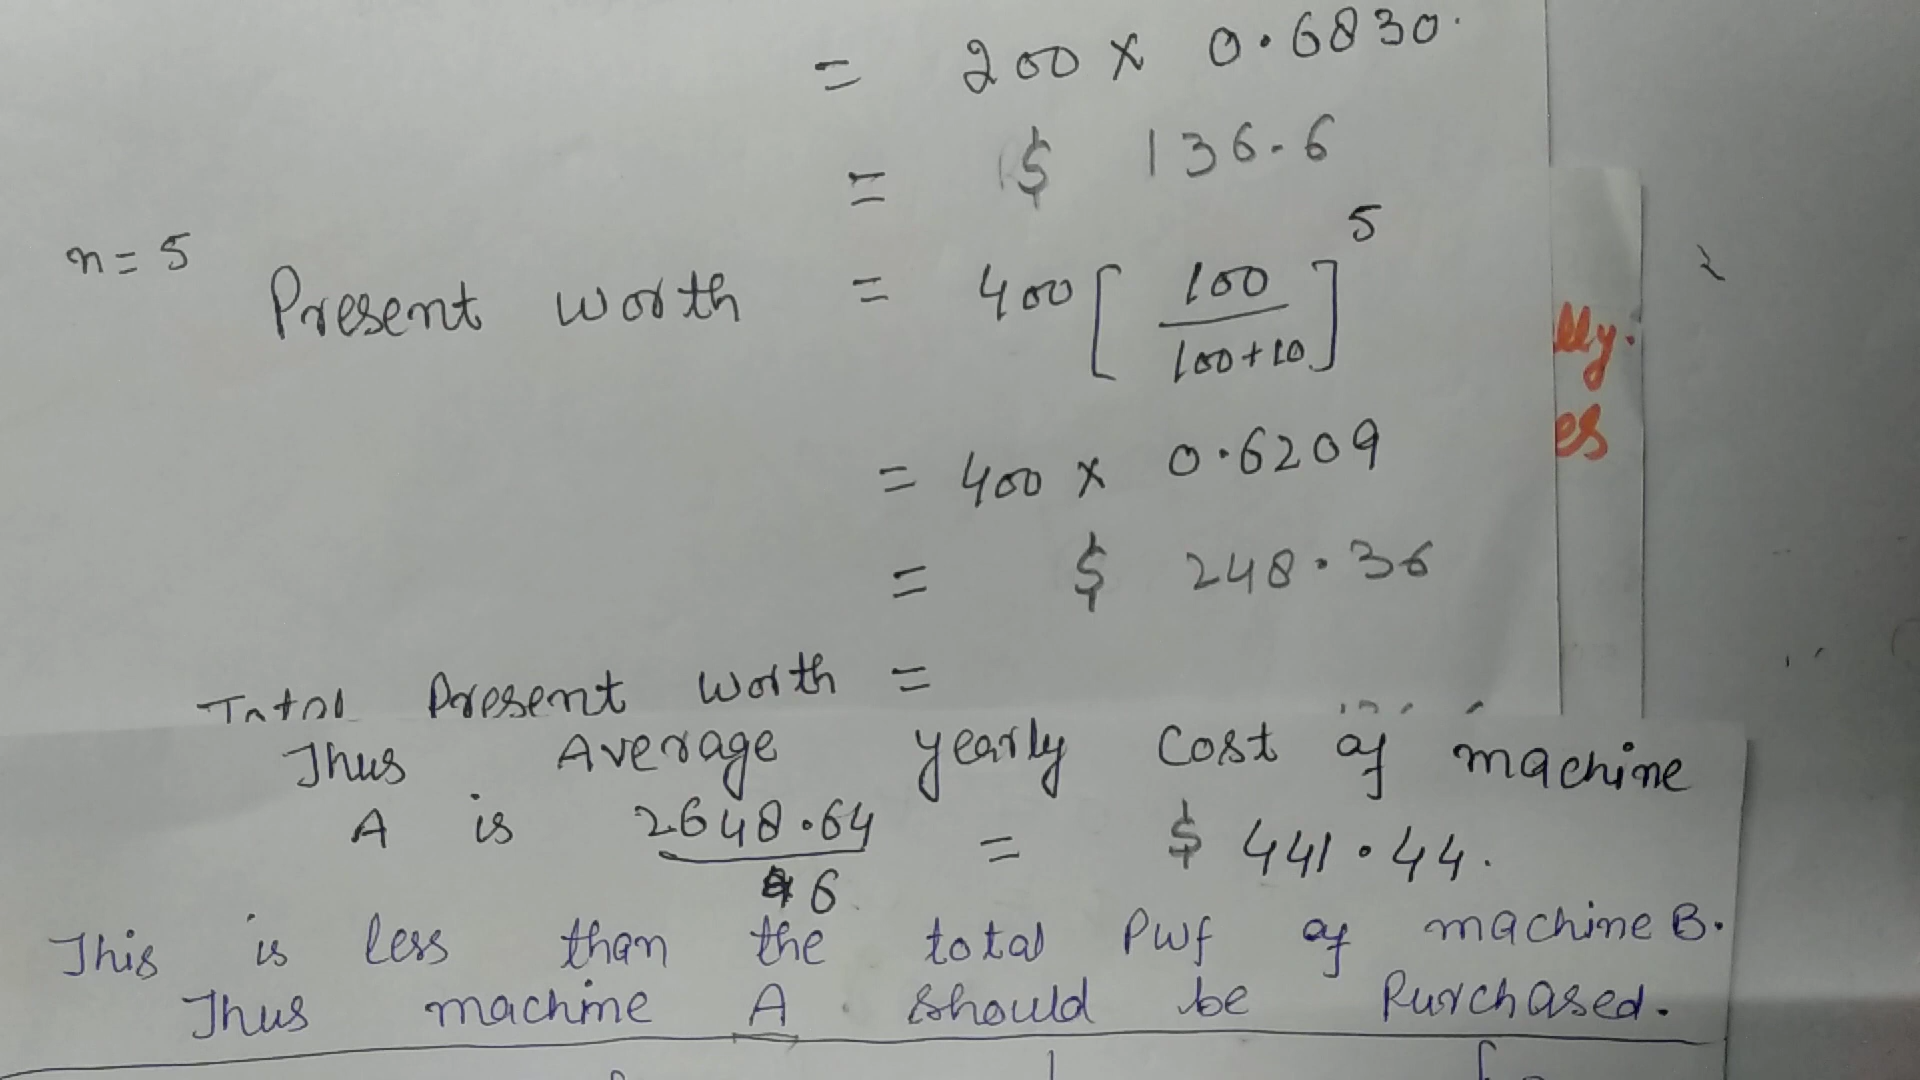 = 200 × 0.6830.
= $ 136.6
n = 5
Present worth = 400 [ 100 / 100+10 ]^5
= 400 × 0.6209
= $ 248.36
Total Present worth =
Thus Average yearly cost of machine
A is 2648.64 / 6 = $ 441.44.
This is less than the total Pwf of machine B.
Thus machine A should be Purchased.
lly.
es